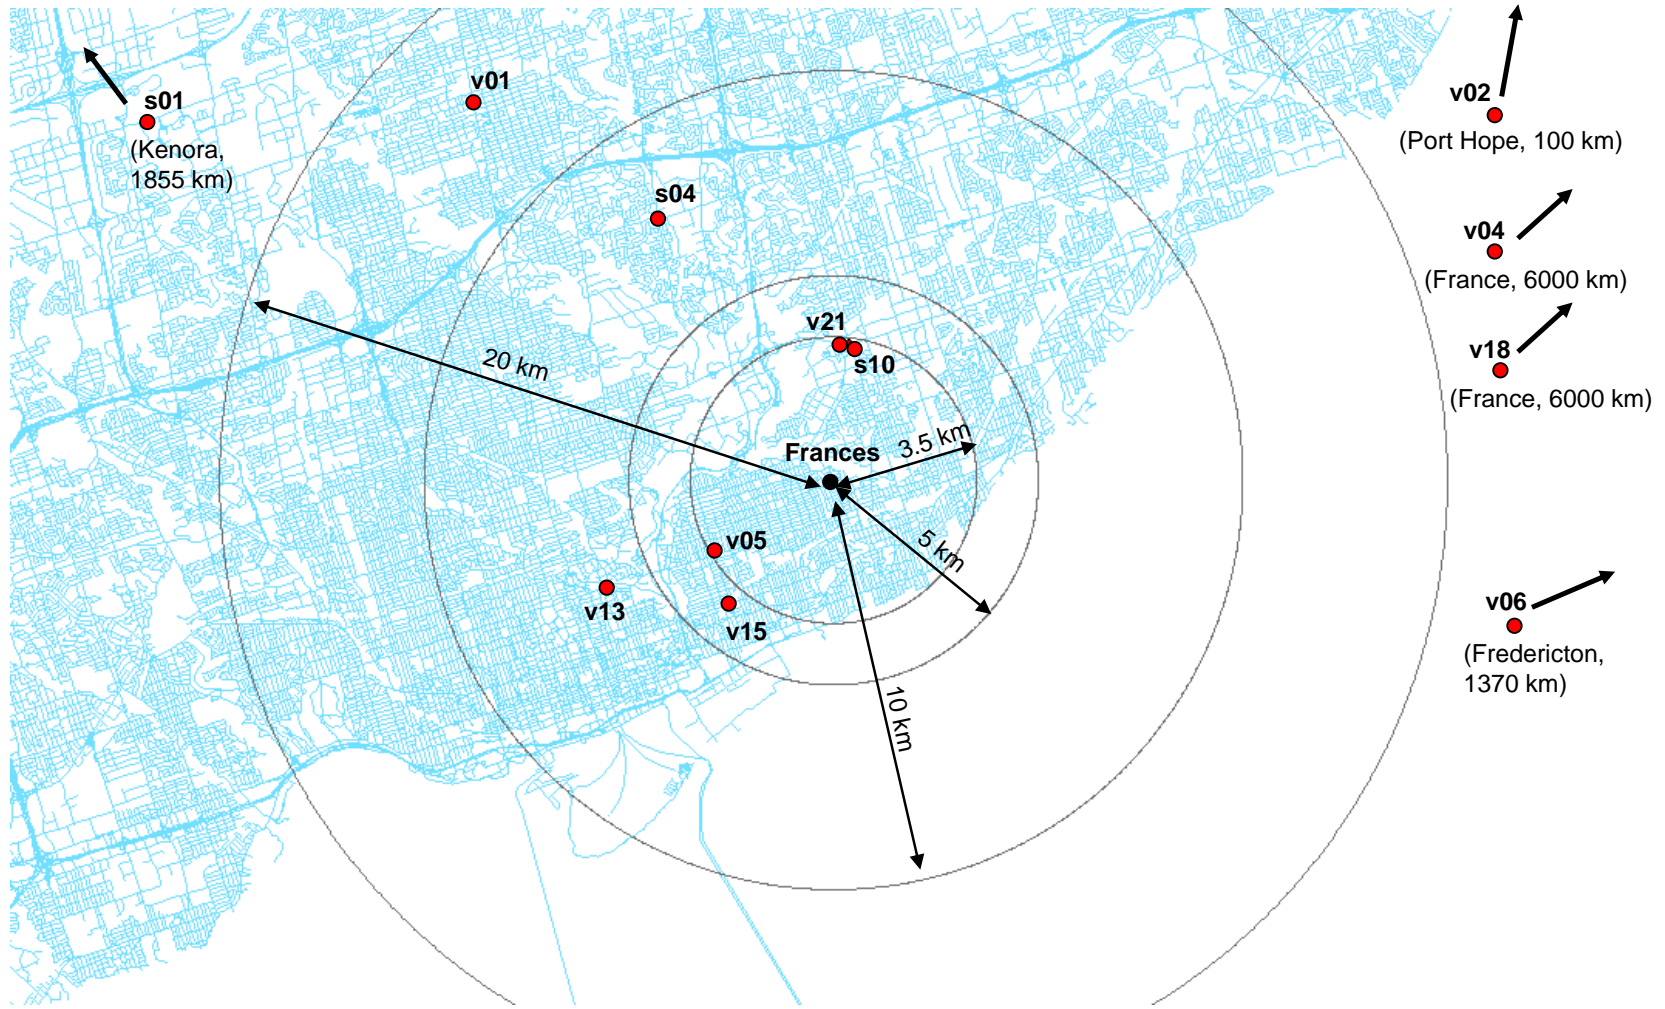 v01
s01
(Kenora,
1855 km)
v02
(Port Hope, 100 km)
s04
v04
(France, 6000 km)
v21
s10
v18
(France, 6000 km)
20 km
3.5 km
Frances
5 km
v05
v13
v15
v06
(Fredericton,
1370 km)
10 km